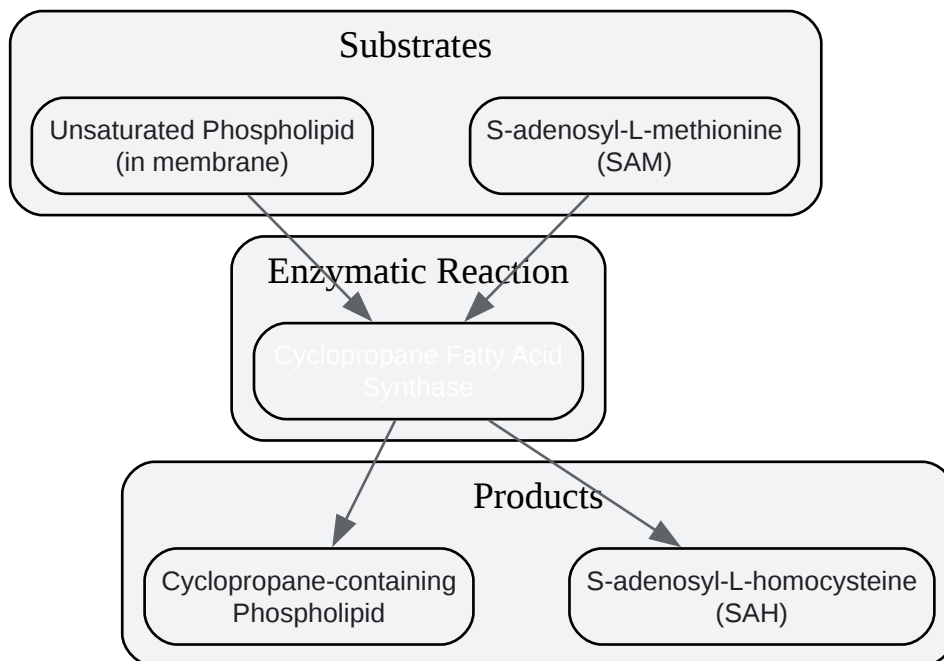 Substrates
Unsaturated Phospholipid
(in membrane)
S-adenosyl-L-methionine
(SAM)
Enzymatic Reaction
Cyclopropane Fatty Acid
Synthase
Products
Cyclopropane-containing
Phospholipid
S-adenosyl-L-homocysteine
(SAH)